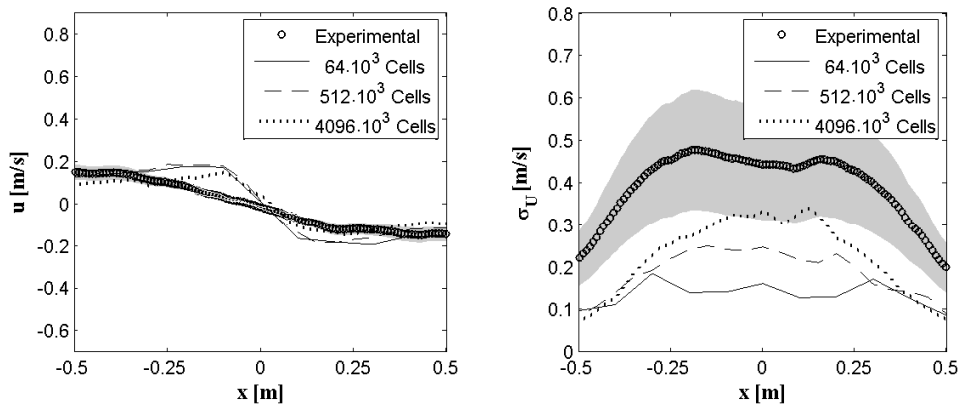 0.8
0.6
0.4
0.2
0
-0.2
-0.4
-0.6
u [m/s]
Experimental
64.10³ Cells
512.10³ Cells
4096.10³ Cells
-0.5 -0.25 0 0.25 0.5
x [m]
0.8
0.7
0.6
0.5
0.4
0.3
0.2
0.1
0
σ_U [m/s]
Experimental
64.10³ Cells
512.10³ Cells
4096.10³ Cells
-0.5 -0.25 0 0.25 0.5
x [m]